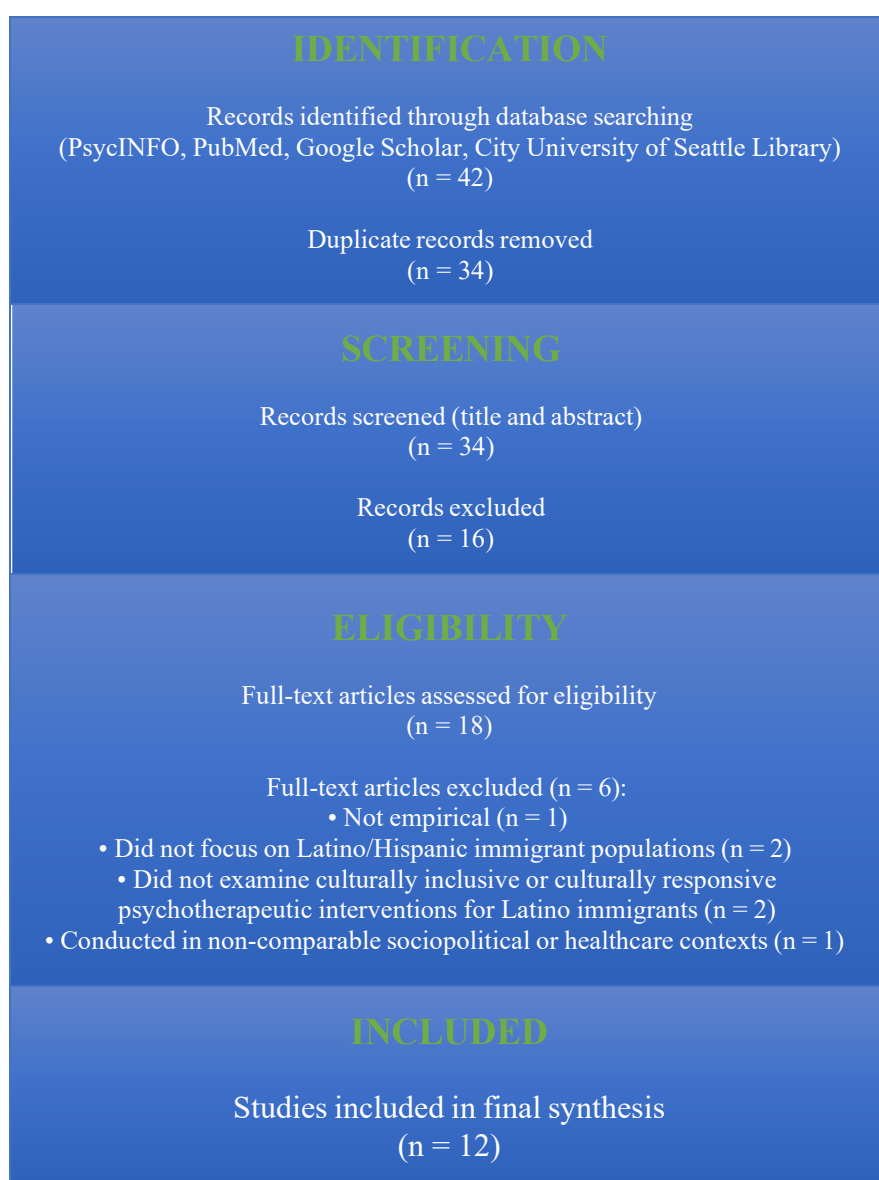 IDENTIFICATION
Records identified through database searching
(PsycINFO, PubMed, Google Scholar, City University of Seattle Library)
(n = 42)
Duplicate records removed
(n = 34)
SCREENING
Records screened (title and abstract)
(n = 34)
Records excluded
(n = 16)
ELIGIBILITY
Full-text articles assessed for eligibility
(n = 18)
Full-text articles excluded (n = 6):
• Not empirical (n = 1)
• Did not focus on Latino/Hispanic immigrant populations (n = 2)
• Did not examine culturally inclusive or culturally responsive
psychotherapeutic interventions for Latino immigrants (n = 2)
• Conducted in non-comparable sociopolitical or healthcare contexts (n = 1)
INCLUDED
Studies included in final synthesis
(n = 12)